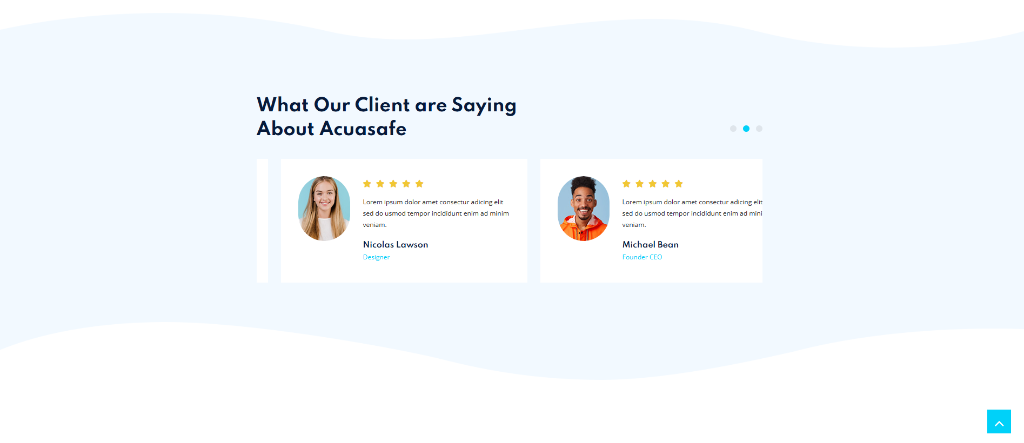 What Our Client are Saying
About Acuasafe
Lorem ipsum dolor amet consectur adicing elit
sed do usmod tempor incididunt enim ad minim
veniam.
Nicolas Lawson
Designer
Lorem ipsum dolor amet consectur adicing elit
sed do usmod tempor incididunt enim ad mini
veniam.
Michael Bean
Founder CEO